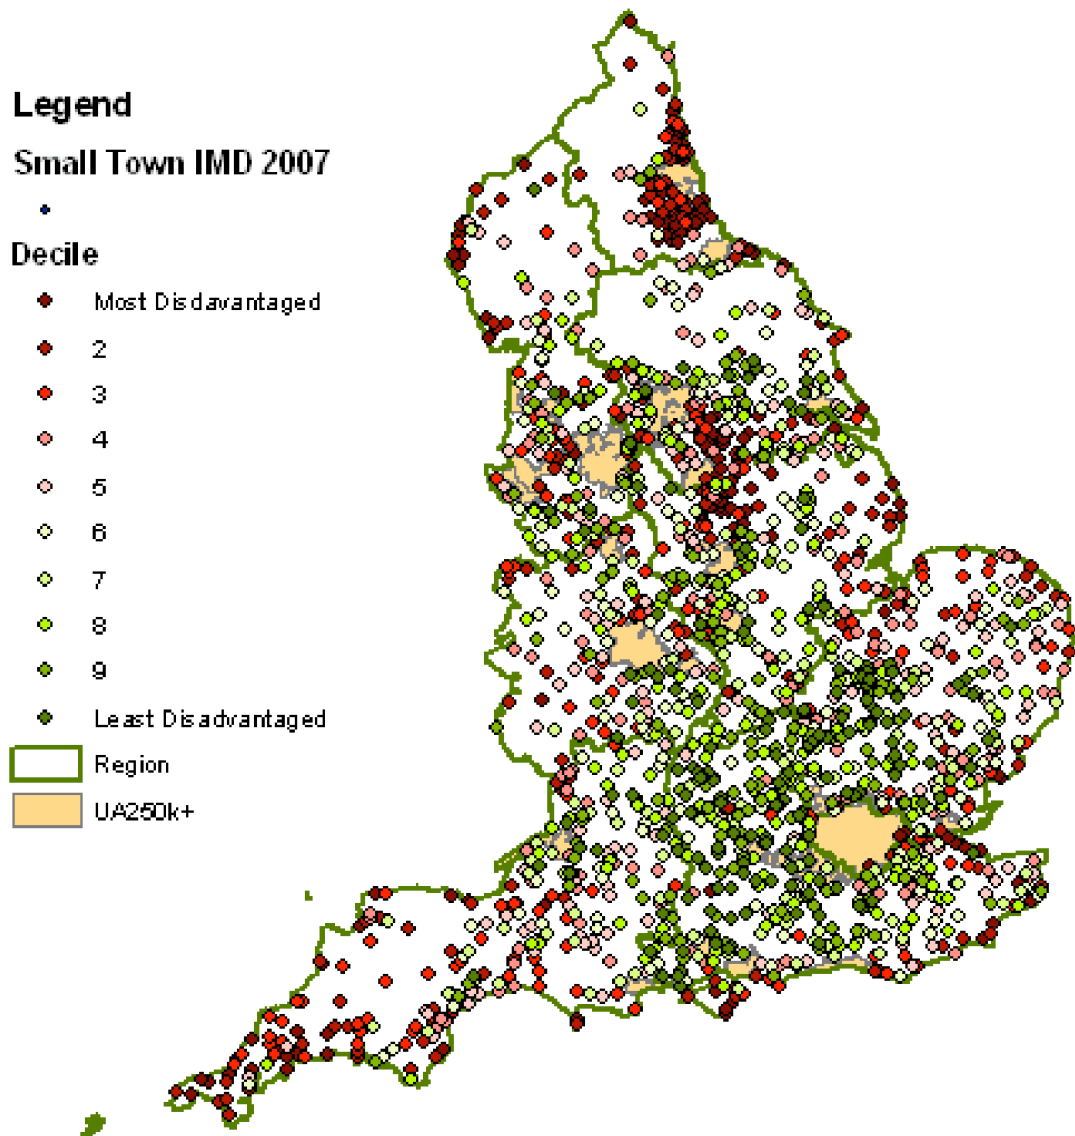 Legend
Small Town IMD 2007
Decile
Most Disdavantaged
2
3
4
5
6
7
8
9
Least Disadvantaged
Region
UA250k+